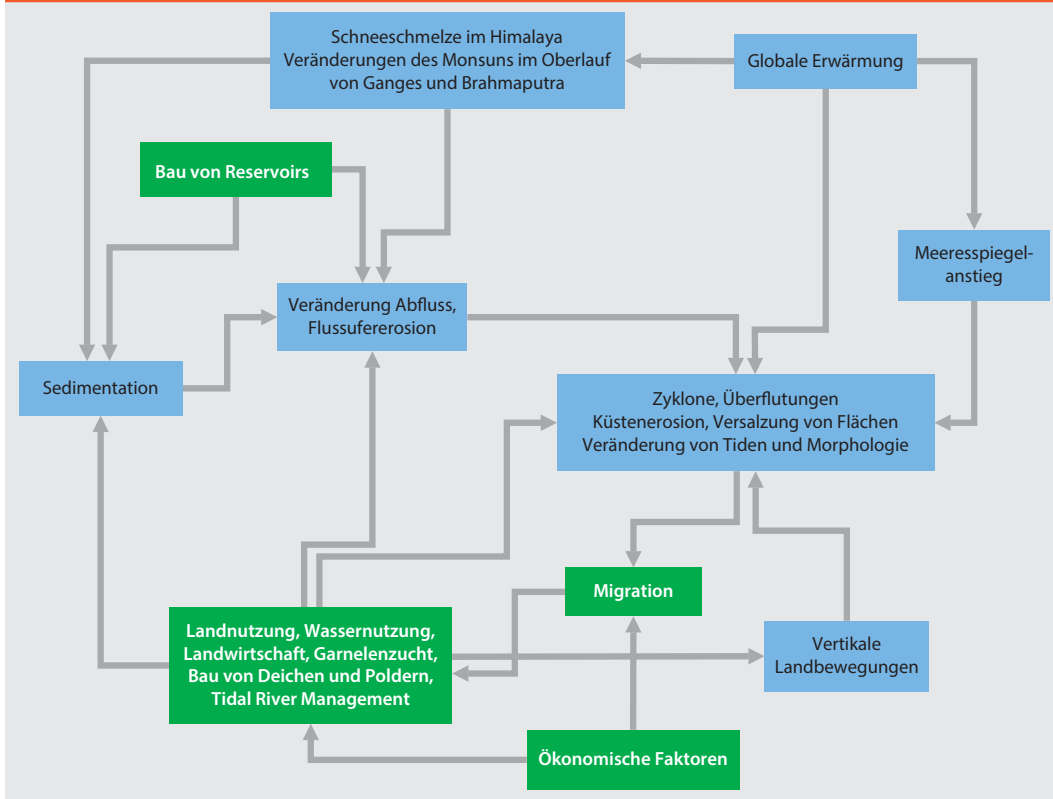 Schneeschmelze im Himalaya
Veränderungen des Monsuns im Oberlauf
von Ganges und Brahmaputra
Globale Erwärmung
Bau von Reservoirs
Meeresspiegel-
anstieg
Veränderung Abfluss,
Flussufererosion
Sedimentation
Zyklone, Überflutungen
Küstenerosion, Versalzung von Flächen
Veränderung von Tiden und Morphologie
Migration
Landnutzung, Wassernutzung,
Landwirtschaft, Garnelenzucht,
Bau von Deichen und Poldern,
Tidal River Management
Vertikale
Landbewegungen
Ökonomische Faktoren